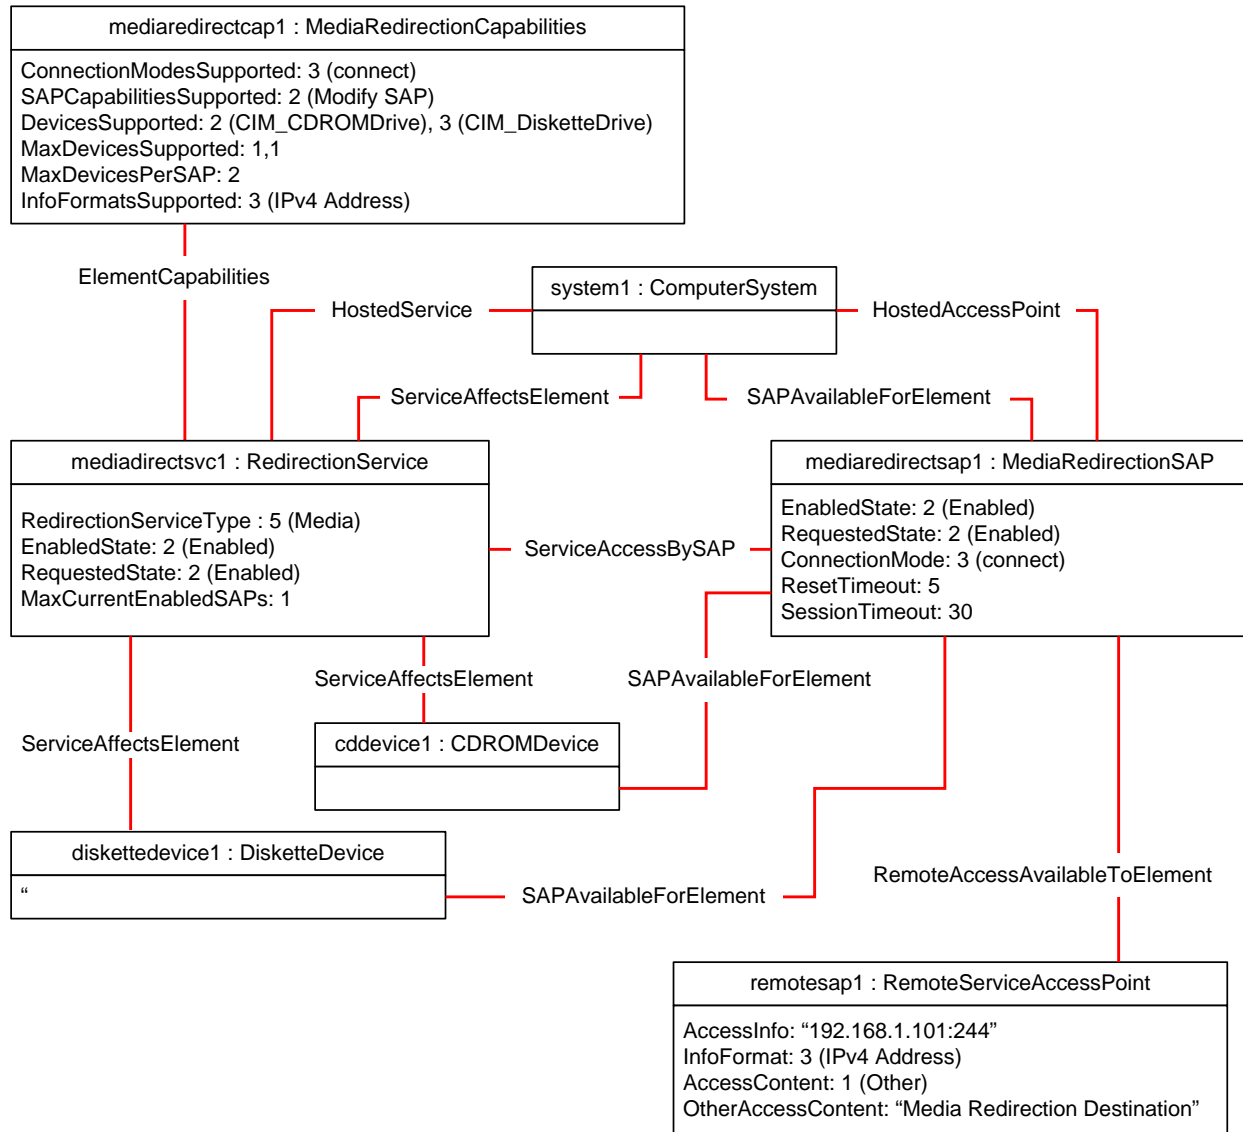 mediaredirectcap1 : MediaRedirectionCapabilities
ConnectionModesSupported: 3 (connect)
SAPCapabilitiesSupported: 2 (Modify SAP)
DevicesSupported: 2 (CIM_CDROMDrive), 3 (CIM_DisketteDrive)
MaxDevicesSupported: 1,1
MaxDevicesPerSAP: 2
InfoFormatsSupported: 3 (IPv4 Address)
ElementCapabilities
system1 : ComputerSystem
HostedService
HostedAccessPoint
ServiceAffectsElement
SAPAvailableForElement
mediadirectsvc1 : RedirectionService
RedirectionServiceType : 5 (Media)
EnabledState: 2 (Enabled)
RequestedState: 2 (Enabled)
MaxCurrentEnabledSAPs: 1
ServiceAccessBySAP
mediaredirectsap1 : MediaRedirectionSAP
EnabledState: 2 (Enabled)
RequestedState: 2 (Enabled)
ConnectionMode: 3 (connect)
ResetTimeout: 5
SessionTimeout: 30
ServiceAffectsElement
SAPAvailableForElement
ServiceAffectsElement
cddevice1 : CDROMDevice
diskettedevice1 : DisketteDevice
“
SAPAvailableForElement
RemoteAccessAvailableToElement
remotesap1 : RemoteServiceAccessPoint
AccessInfo: “192.168.1.101:244”
InfoFormat: 3 (IPv4 Address)
AccessContent: 1 (Other)
OtherAccessContent: “Media Redirection Destination”